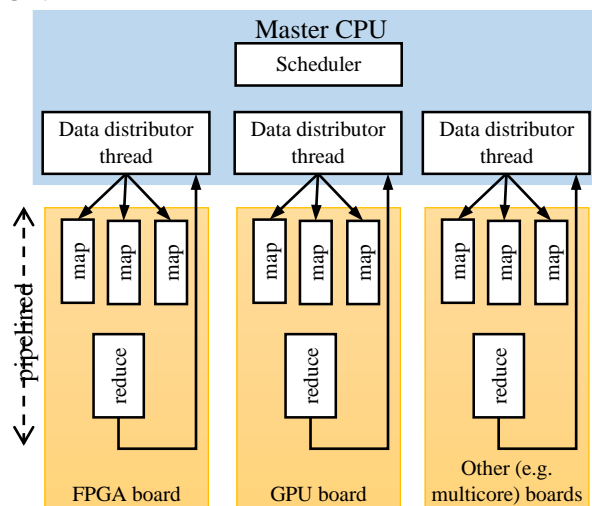 Master CPU
Scheduler
Data distributor
thread
Data distributor
thread
Data distributor
thread
pipelined
map
map
map
map
map
map
map
map
map
reduce
reduce
reduce
FPGA board
GPU board
Other (e.g.
multicore) boards